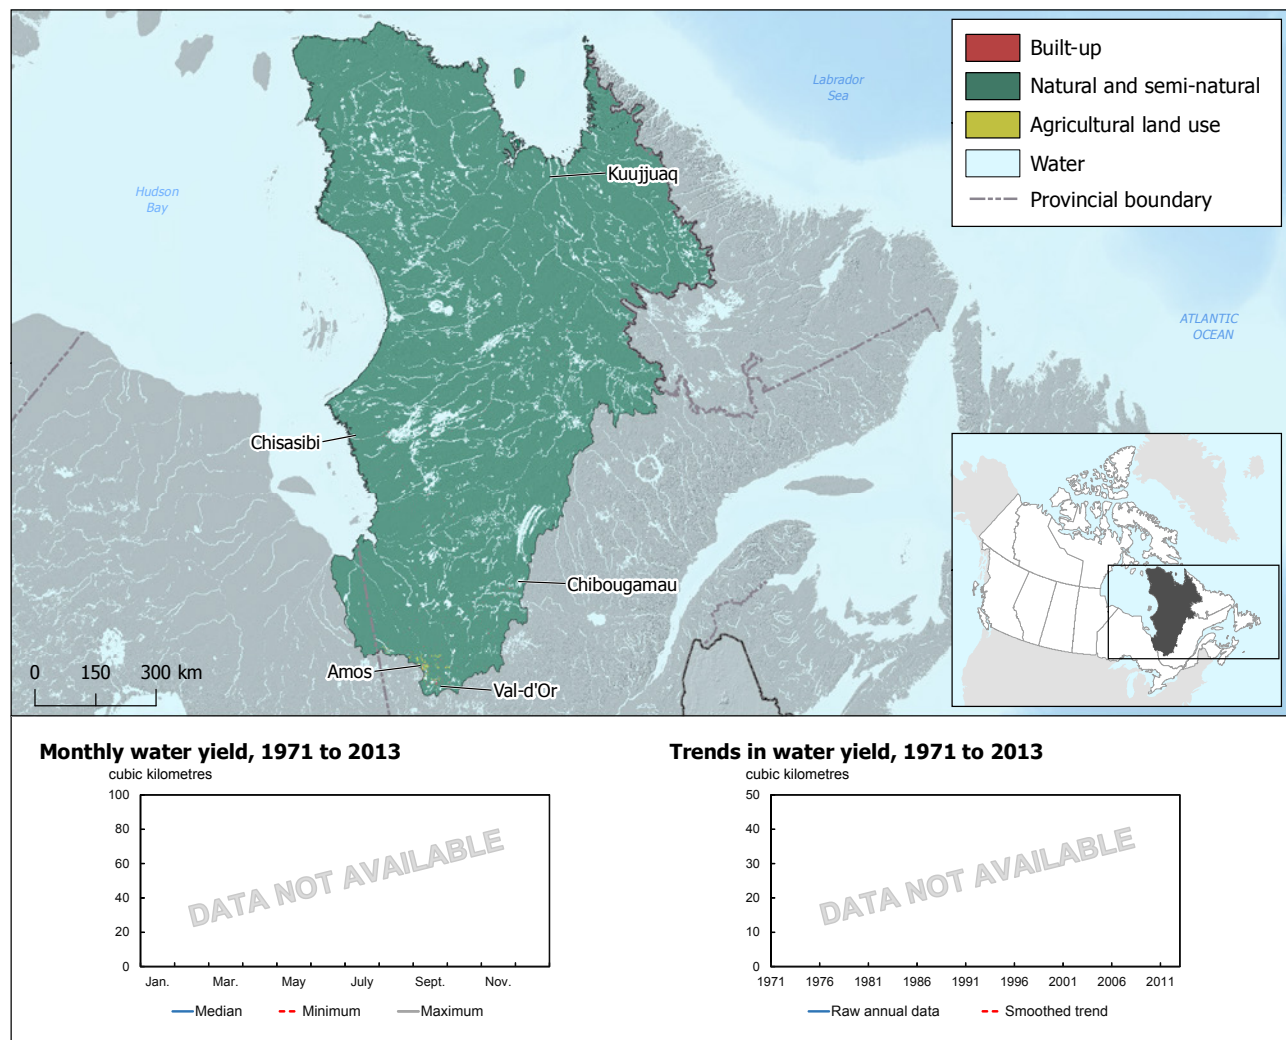 Built-up
Natural and semi-natural
Agricultural land use
Water
Provincial boundary
Labrador
Sea
Hudson
Bay
Kuujjuaq
ATLANTIC
OCEAN
Chisasibi
Chibougamau
Amos
Val-d'Or
0 150 300 km
Monthly water yield, 1971 to 2013
cubic kilometres
100
80
60
40
20
0
DATA NOT AVAILABLE
Jan. Mar. May July Sept. Nov.
Median Minimum Maximum
Trends in water yield, 1971 to 2013
cubic kilometres
50
40
30
20
10
0
DATA NOT AVAILABLE
1971 1976 1981 1986 1991 1996 2001 2006 2011
Raw annual data Smoothed trend